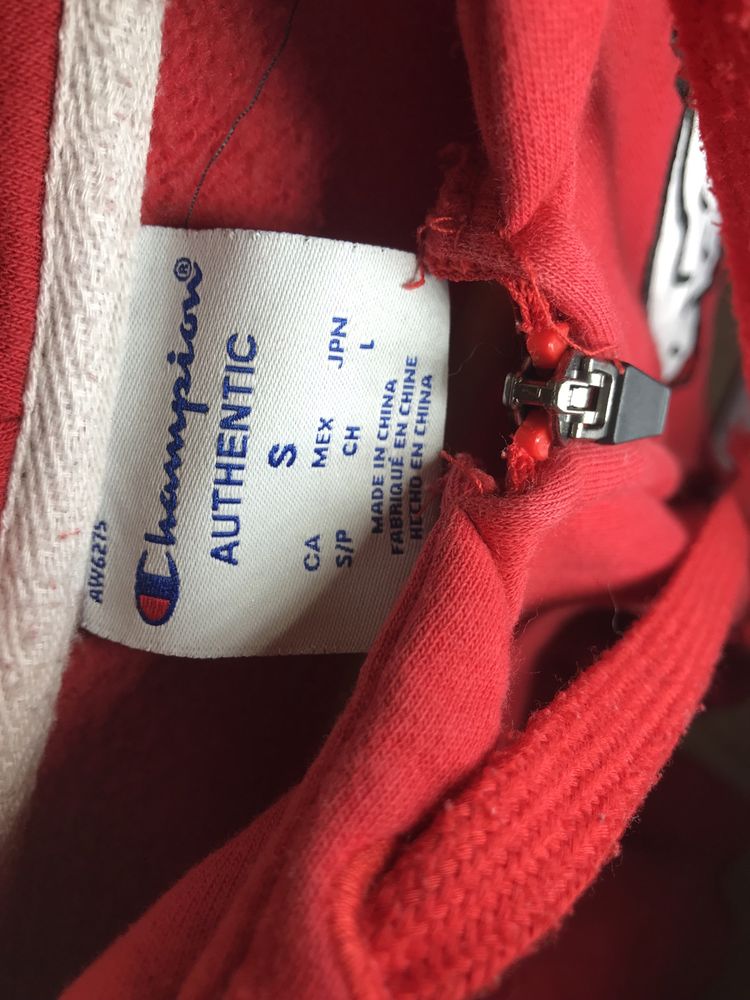 Champion®
AUTHENTIC
S
CA MEX JPN
S/P CH L
MADE IN CHINA
FABRIQUÉ EN CHINE
HECHO EN CHINA
AW6275